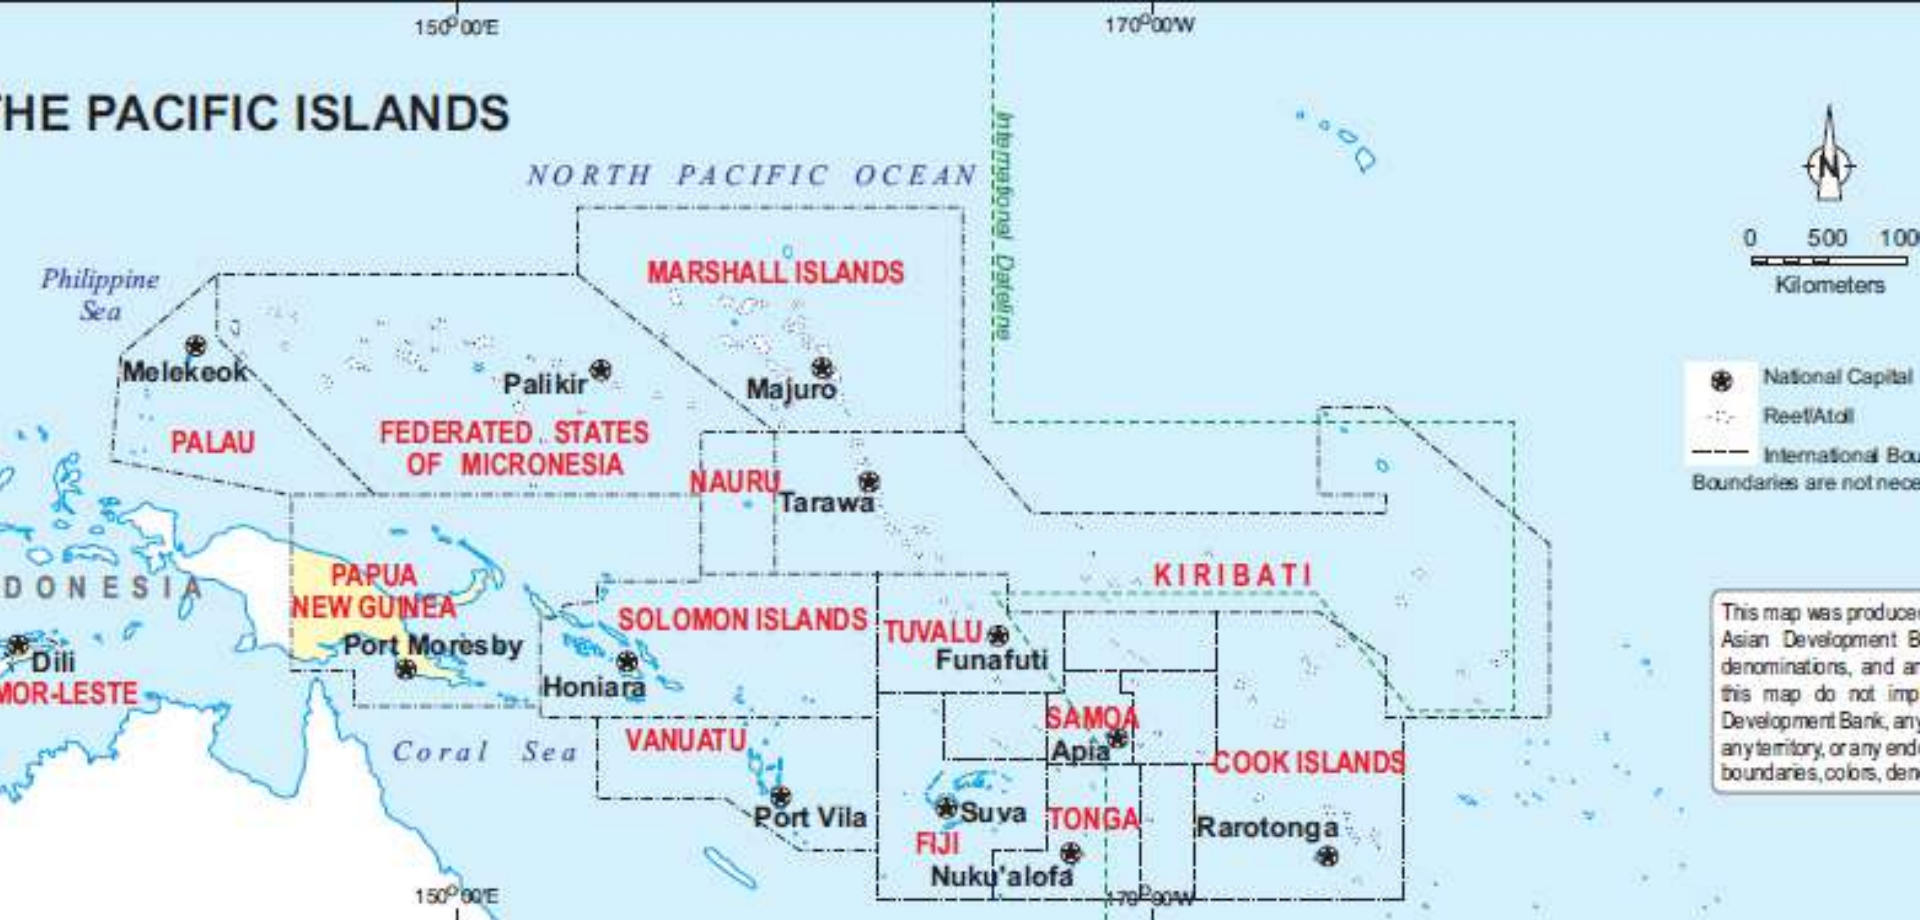 150°00'E
170°00'W
THE PACIFIC ISLANDS
NORTH PACIFIC OCEAN
International Dateline
N
0 500 100
Kilometers
Philippine
Sea
MARSHALL ISLANDS
Melekeok
Palikir
Majuro
National Capital
Reef/Atoll
International Bou
Boundaries are not nece
PALAU
FEDERATED STATES
OF MICRONESIA
NAURU
Tarawa
DONESIA
PAPUA
NEW GUINEA
KIRIBATI
SOLOMON ISLANDS
TUVALU
Funafuti
Port Moresby
Dili
MOR-LESTE
Honiara
This map was produce
Asian Development B
denominations, and a
this map do not imp
Development Bank, any
any territory, or any end
boundaries, colors, den
SAMOA
Apia
Coral Sea
VANUATU
COOK ISLANDS
Port Vila
Suva
FIJI
TONGA
Rarotonga
Nuku'alofa
150°00'E
170°00'W